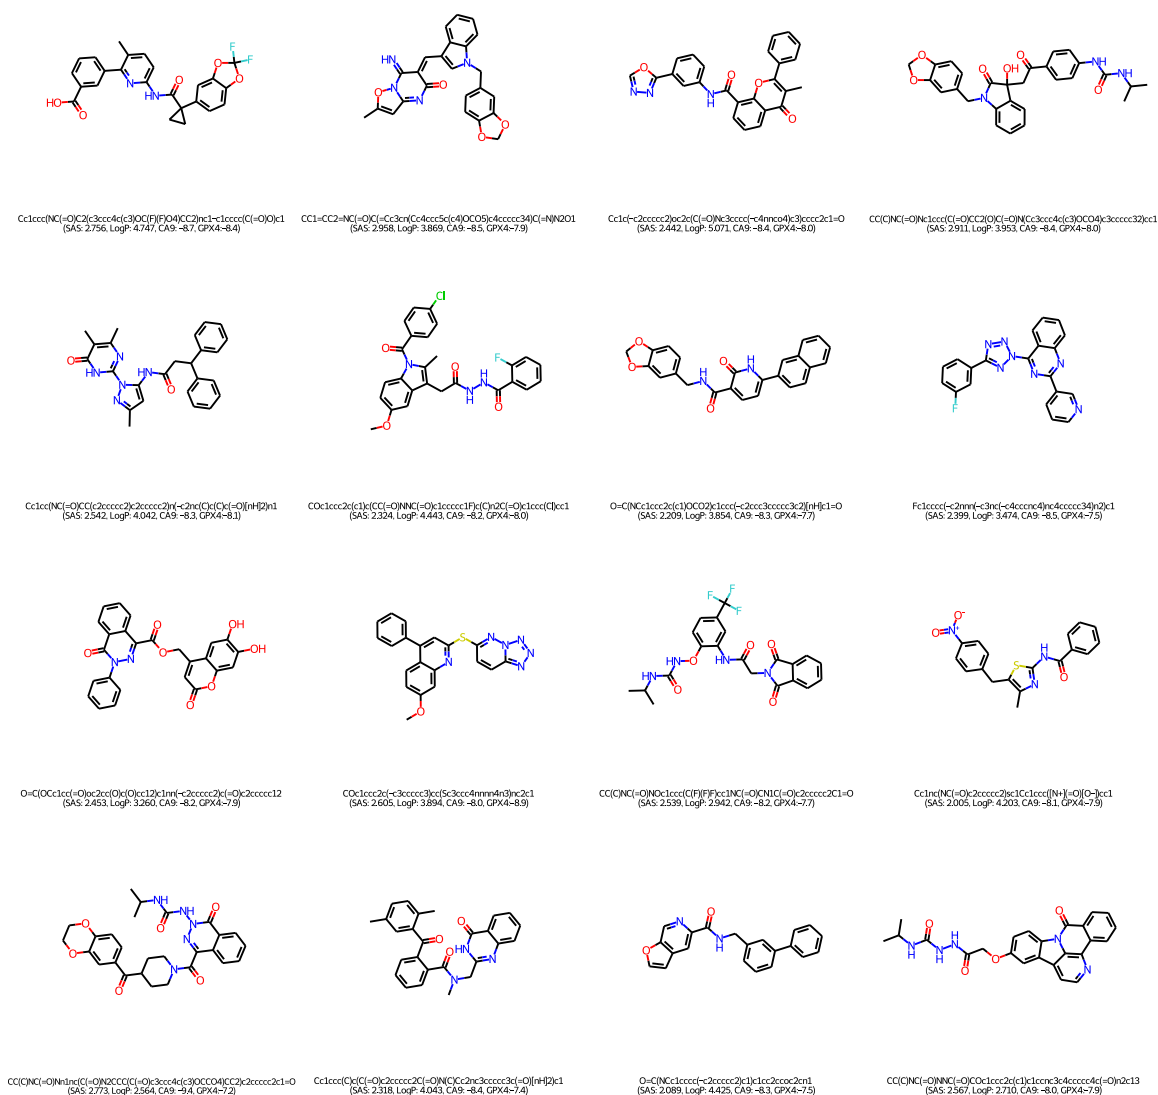 Cc1ccc(NC(=O)C2(c3ccc4c(c3)OC(F)(F)O4)CC2)nc1-c1cccc(C(=O)O)c1
(SAS: 2.756, LogP: 4.747, CA9: −8.7, GPX4:−8.4)
CC1=CC2=NC(=O)C(=Cc3cn(Cc4ccc5c(c4)OCO5)c4ccccc34)C(=N)N2O1
(SAS: 2.958, LogP: 3.869, CA9: −8.5, GPX4:−7.9)
Cc1c(-c2ccccc2)oc2c(C(=O)Nc3cccc(-c4nnco4)c3)cccc2c1=O
(SAS: 2.442, LogP: 5.071, CA9: −8.4, GPX4:−8.0)
CC(C)NC(=O)Nc1ccc(C(=O)CC2(O)C(=O)N(Cc3ccc4c(c3)OCO4)c3ccccc32)cc1
(SAS: 2.911, LogP: 3.953, CA9: −8.4, GPX4:−8.0)
Cc1cc(NC(=O)CC(c2ccccc2)c2ccccc2)n(-c2nc(C)c(C)c(=O)[nH]2)n1
(SAS: 2.542, LogP: 4.042, CA9: −8.3, GPX4:−8.1)
COc1ccc2c(c1)c(CC(=O)NNC(=O)c1ccccc1F)c(C)n2C(=O)c1ccc(Cl)cc1
(SAS: 2.324, LogP: 4.443, CA9: −8.2, GPX4:−8.0)
O=C(NCc1ccc2c(c1)OCO2)c1ccc(-c2ccc3ccccc3c2)[nH]c1=O
(SAS: 2.209, LogP: 3.854, CA9: −8.3, GPX4:−7.7)
Fc1cccc(-c2nnn(-c3nc(-c4cccnc4)nc4ccccc34)n2)c1
(SAS: 2.399, LogP: 3.474, CA9: −8.5, GPX4:−7.5)
O=C(OCc1cc(=O)oc2cc(O)c(O)cc12)c1nn(-c2ccccc2)c(=O)c2ccccc12
(SAS: 2.453, LogP: 3.260, CA9: −8.2, GPX4:−7.9)
COc1ccc2c(-c3ccccc3)cc(Sc3ccc4nnnn4n3)nc2c1
(SAS: 2.605, LogP: 3.894, CA9: −8.0, GPX4:−8.9)
CC(C)NC(=O)NOc1ccc(C(F)(F)F)cc1NC(=O)CN1C(=O)c2ccccc2C1=O
(SAS: 2.539, LogP: 2.942, CA9: −8.2, GPX4:−7.7)
Cc1nc(NC(=O)c2ccccc2)sc1Cc1ccc([N+](=O)[O-])cc1
(SAS: 2.005, LogP: 4.203, CA9: −8.1, GPX4:−7.9)
CC(C)NC(=O)Nn1nc(C(=O)N2CCC(C(=O)c3ccc4c(c3)OCCO4)CC2)c2ccccc2c1=O
(SAS: 2.773, LogP: 2.564, CA9: −9.4, GPX4:−7.2)
Cc1ccc(C)c(C(=O)c2ccccc2C(=O)N(C)Cc2nc3ccccc3c(=O)[nH]2)c1
(SAS: 2.318, LogP: 4.043, CA9: −8.4, GPX4:−7.4)
O=C(NCc1cccc(-c2ccccc2)c1)c1cc2ccoc2cn1
(SAS: 2.089, LogP: 4.425, CA9: −8.3, GPX4:−7.5)
CC(C)NC(=O)NNC(=O)COc1ccc2c(c1)c1ccnc3c4ccccc4c(=O)n2c13
(SAS: 2.567, LogP: 2.710, CA9: −8.0, GPX4:−7.9)